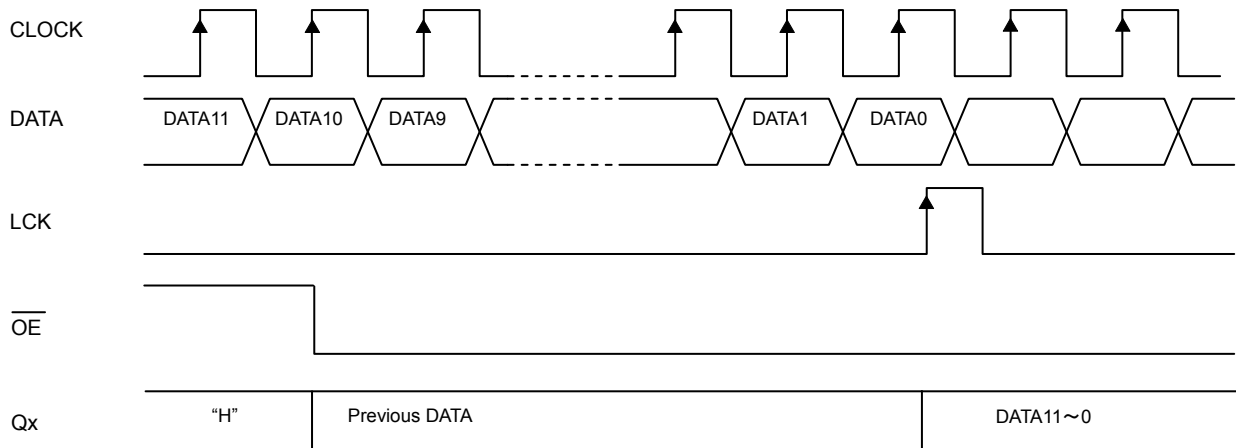 CLOCK
DATA DATA11 DATA10 DATA9 DATA1 DATA0
LCK
OE
Qx “H” Previous DATA DATA11～0